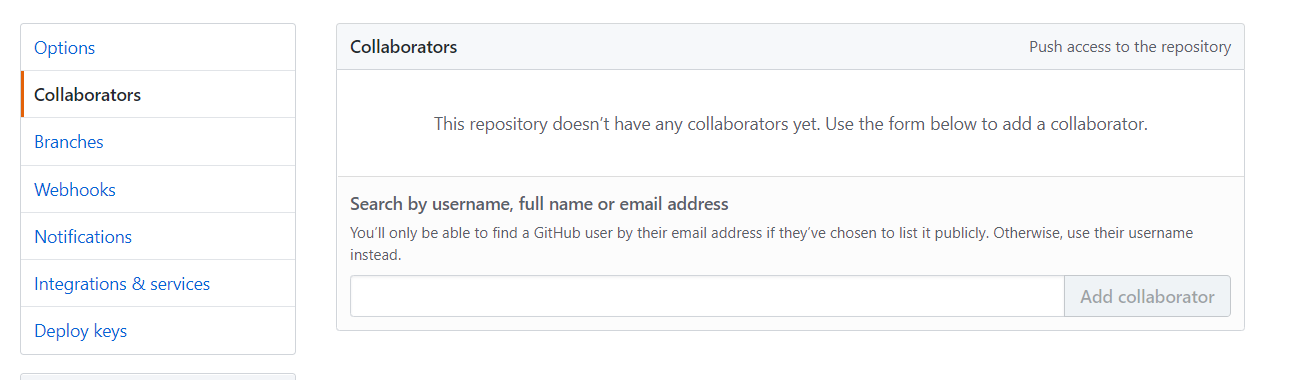 Options
Collaborators
Branches
Webhooks
Notifications
Integrations & services
Deploy keys
Collaborators
Push access to the repository
This repository doesn’t have any collaborators yet. Use the form below to add a collaborator.
Search by username, full name or email address
You’ll only be able to find a GitHub user by their email address if they’ve chosen to list it publicly. Otherwise, use their username
instead.
Add collaborator